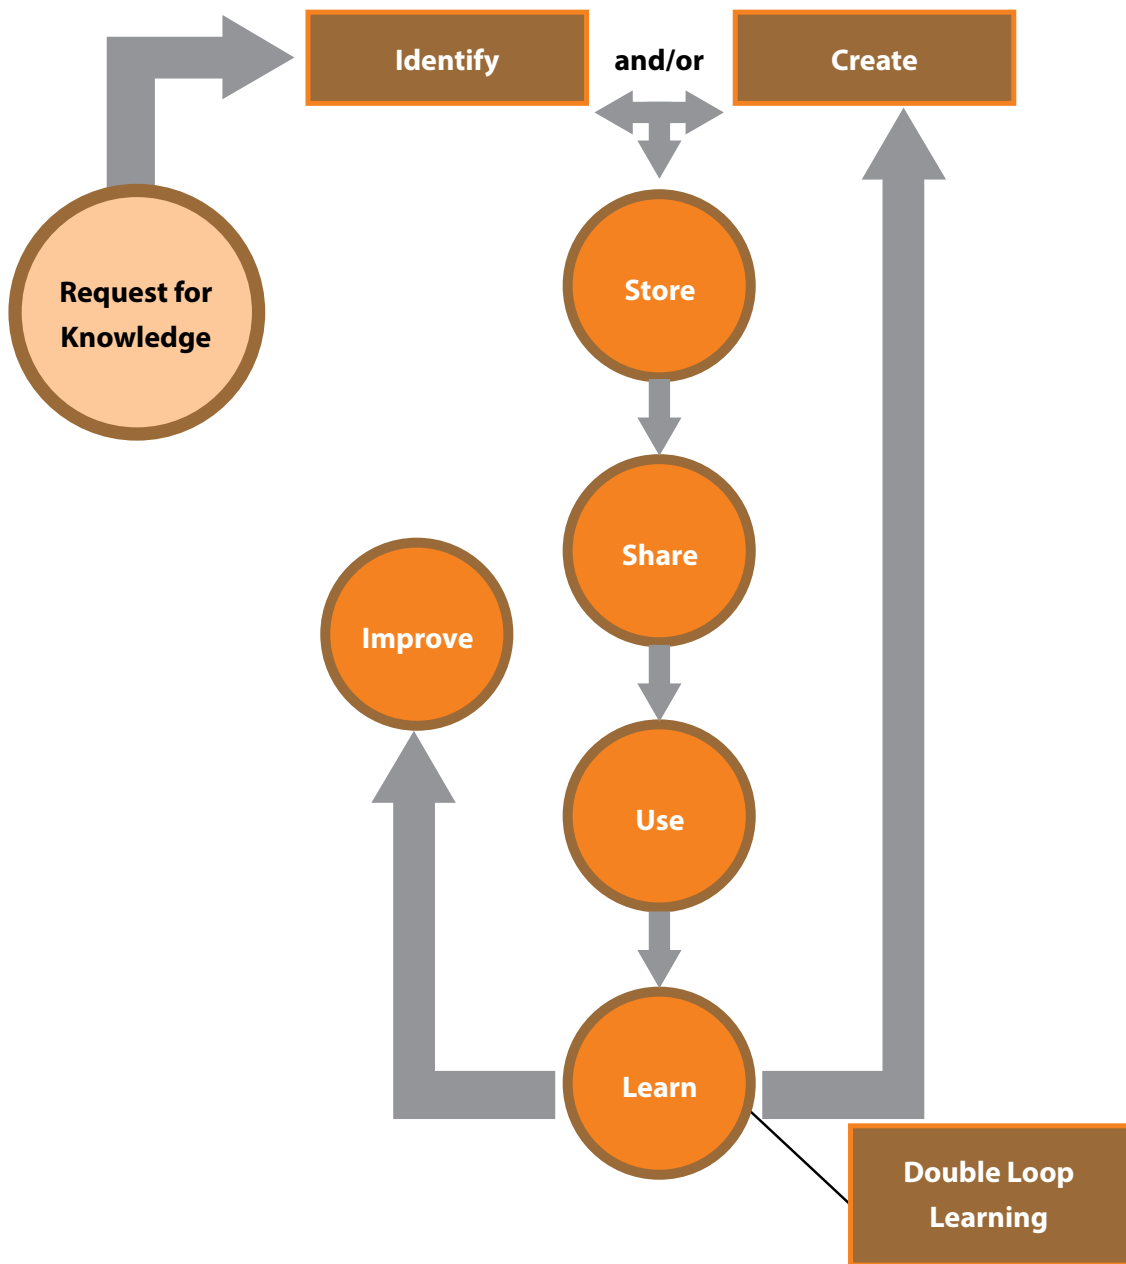 Identify
and/or
Create
Request for
Knowledge
Store
Share
Improve
Use
Learn
Double Loop
Learning